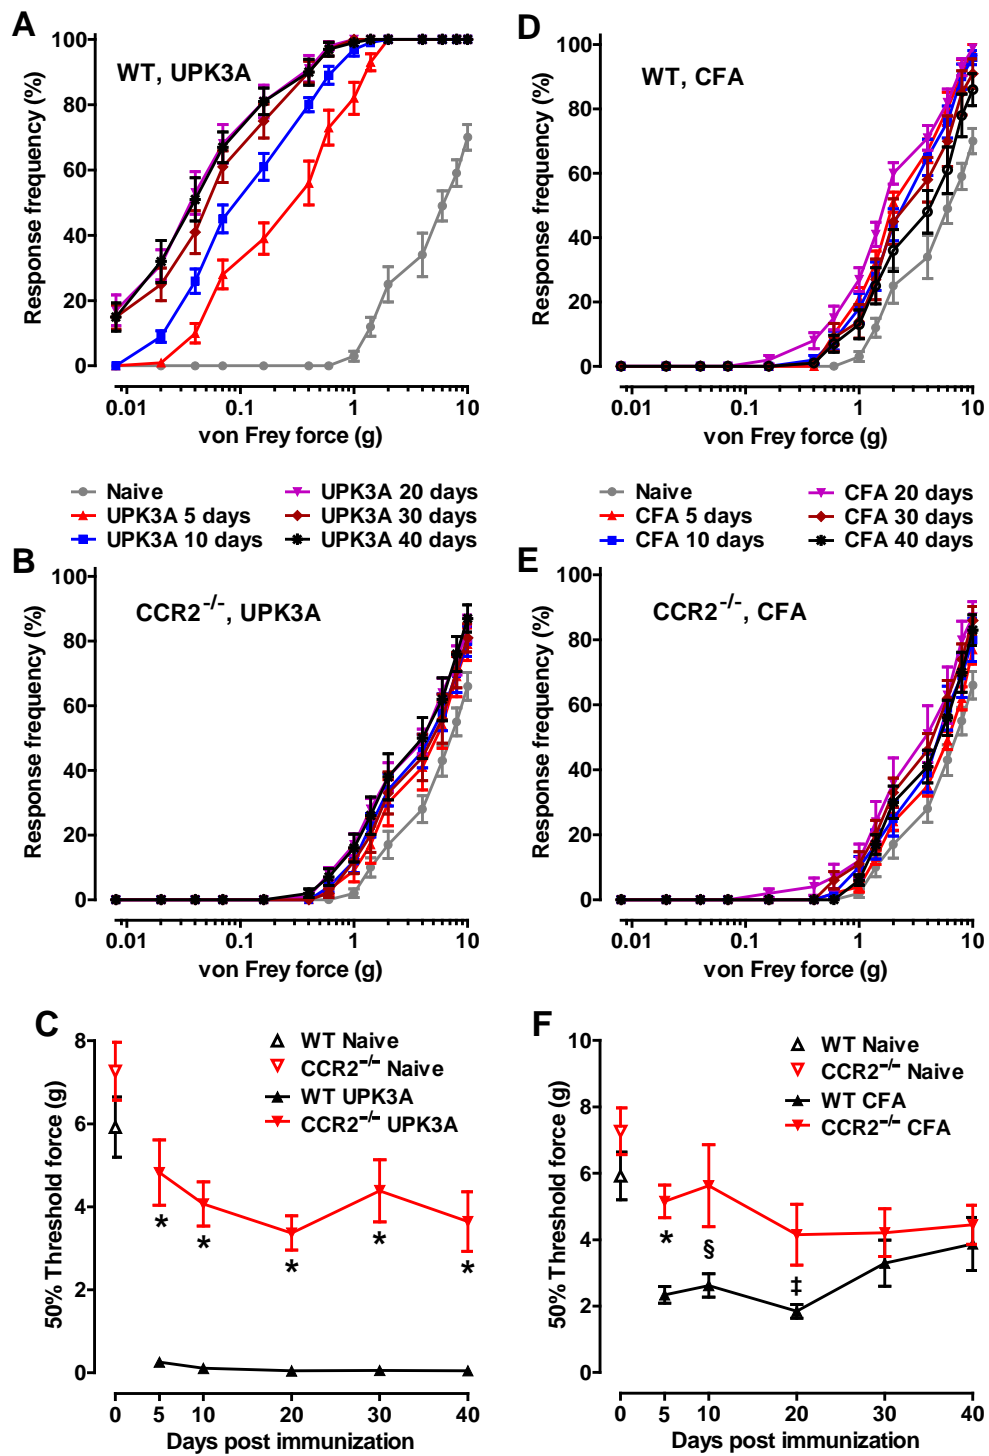 A
WT, UPK3A
Response frequency (%)
100
80
60
40
20
0
0.01 0.1 1 10
von Frey force (g)
D
WT, CFA
Response frequency (%)
100
80
60
40
20
0
0.01 0.1 1 10
von Frey force (g)
Naive
UPK3A 5 days
UPK3A 10 days
UPK3A 20 days
UPK3A 30 days
UPK3A 40 days
Naive
CFA 5 days
CFA 10 days
CFA 20 days
CFA 30 days
CFA 40 days
B
CCR2-/-, UPK3A
Response frequency (%)
100
80
60
40
20
0
0.01 0.1 1 10
von Frey force (g)
E
CCR2-/-, CFA
Response frequency (%)
100
80
60
40
20
0
0.01 0.1 1 10
von Frey force (g)
C
WT Naive
CCR2-/- Naive
WT UPK3A
CCR2-/- UPK3A
50% Threshold force (g)
8
6
4
2
0
* * * * *
0 5 10 20 30 40
Days post immunization
F
WT Naive
CCR2-/- Naive
WT CFA
CCR2-/- CFA
50% Threshold force (g)
10
8
6
4
2
0
* § ‡
0 5 10 20 30 40
Days post immunization